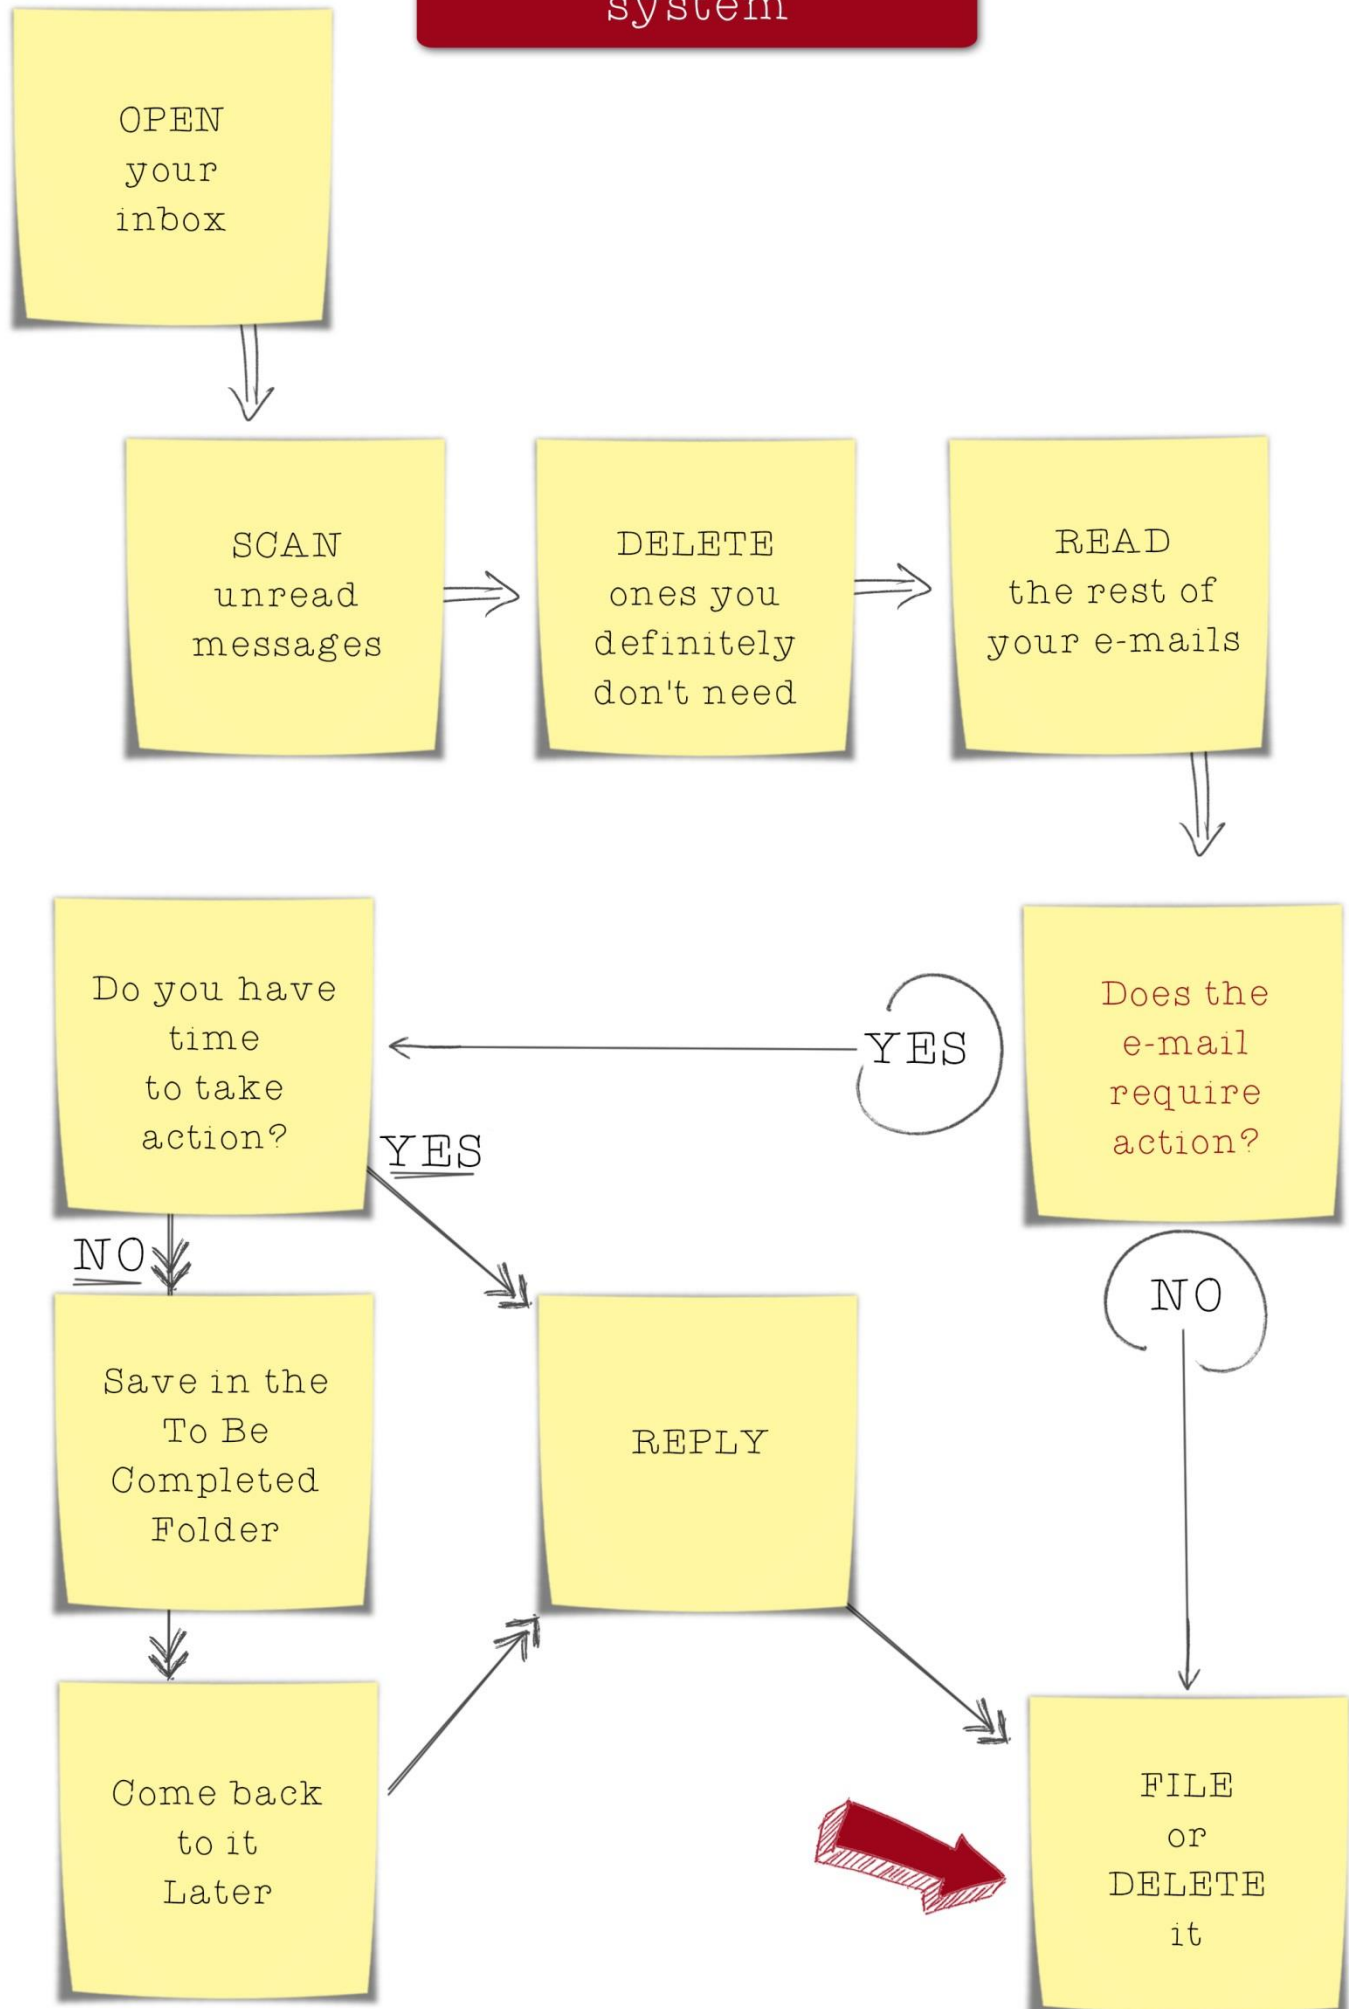 system
OPEN
your
inbox
SCAN
unread
messages
DELETE
ones you
definitely
don't need
READ
the rest of
your e-mails
Does the
e-mail
require
action?
YES
NO
Do you have
time
to take
action?
YES
NO
Save in the
To Be
Completed
Folder
Come back
to it
Later
REPLY
FILE
or
DELETE
it